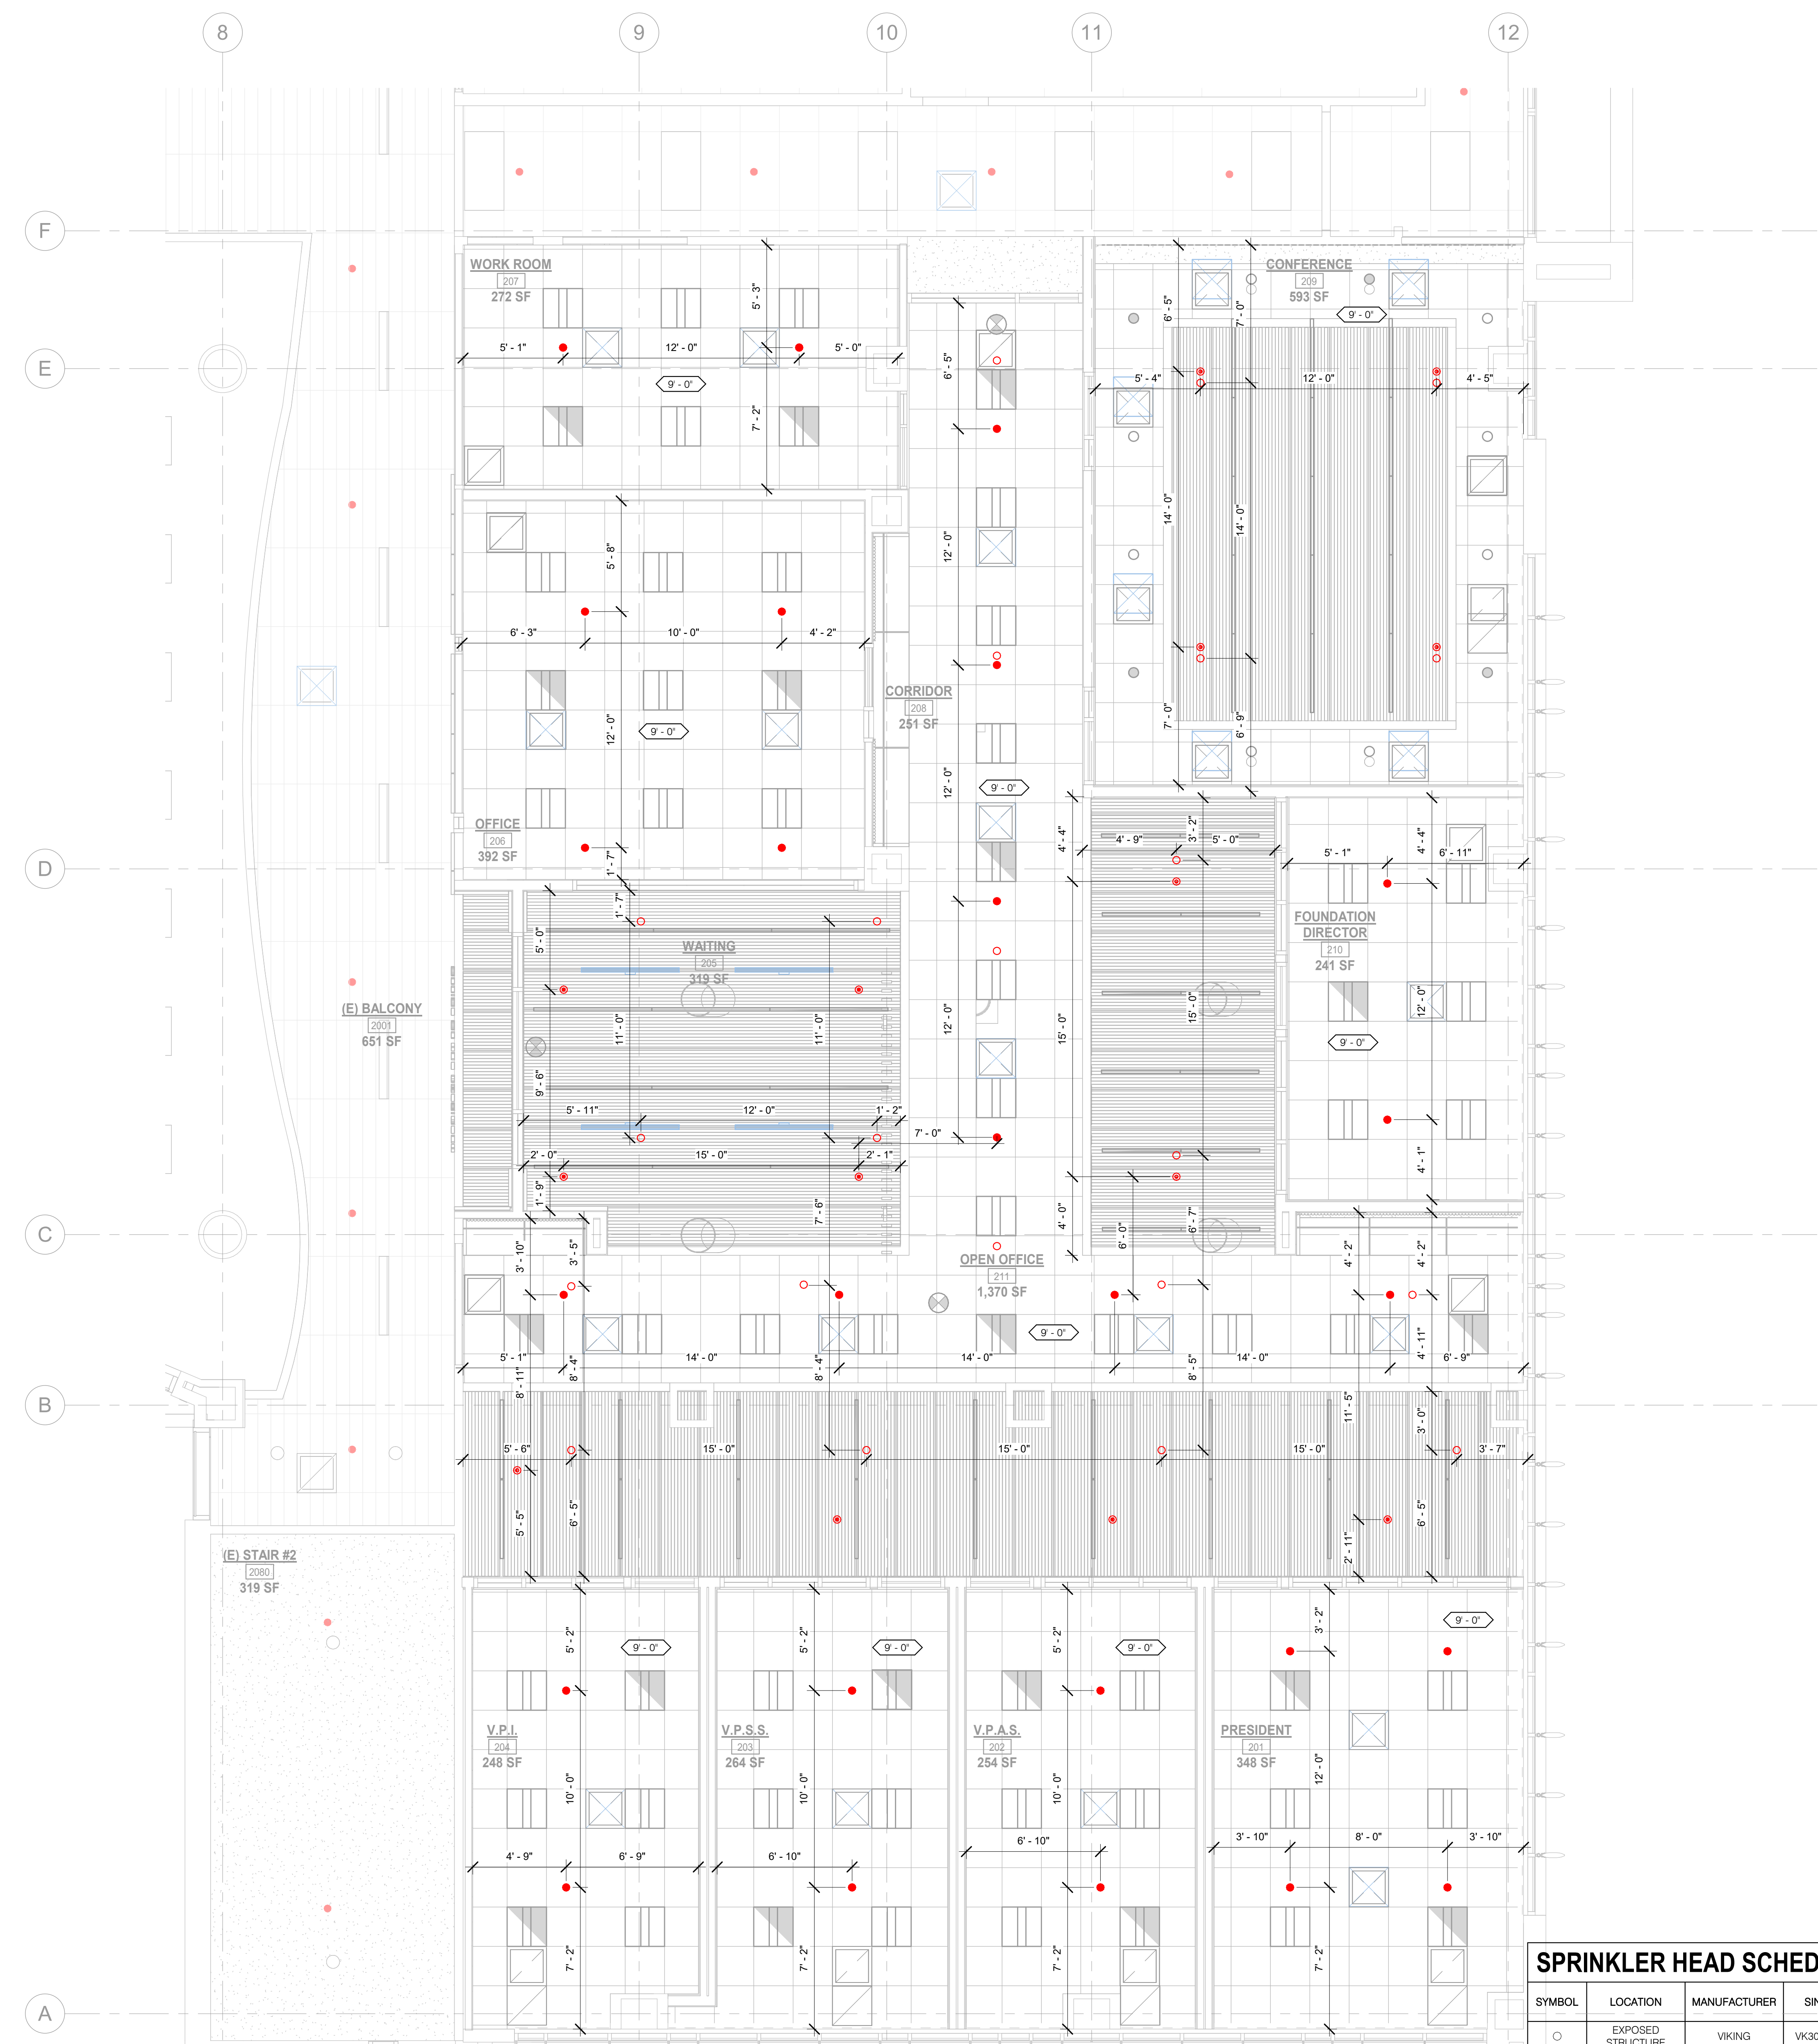 8
9
10
11
12
F
WORK ROOM
207
272 SF
CONFERENCE
209
593 SF
9' - 0"
5' - 3"
6' - 5"
7' - 0"
E
5' - 1"
12' - 0"
5' - 0"
6' - 5"
5' - 4"
12' - 0"
4' - 5"
9' - 0"
7' - 2"
14' - 0"
14' - 0"
5' - 8"
12' - 0"
6' - 3"
10' - 0"
4' - 2"
CORRIDOR
208
251 SF
9' - 0"
12' - 0"
7' - 0"
6' - 9"
12' - 0"
9' - 0"
OFFICE
206
392 SF
D
1' - 7"
4' - 4"
4' - 9"
3' - 2"
5' - 0"
4' - 4"
5' - 1"
6' - 11"
1' - 7"
5' - 0"
WAITING
205
319 SF
FOUNDATION
DIRECTOR
210
241 SF
(E) BALCONY
2001
651 SF
11' - 0"
11' - 0"
12' - 0"
15' - 0"
15' - 0"
12' - 0"
9' - 0"
9' - 6"
5' - 11"
12' - 0"
1' - 2"
7' - 0"
2' - 0"
15' - 0"
2' - 1"
4' - 1"
1' - 9"
7' - 6"
4' - 0"
6' - 0"
6' - 7"
C
3' - 10"
3' - 5"
4' - 2"
4' - 2"
OPEN OFFICE
211
1,370 SF
9' - 0"
5' - 1"
14' - 0"
14' - 0"
14' - 0"
6' - 9"
4' - 11"
8' - 11"
8' - 4"
8' - 4"
8' - 5"
B
11' - 5"
3' - 0"
5' - 6"
15' - 0"
15' - 0"
15' - 0"
3' - 7"
5' - 5"
6' - 5"
2' - 11"
6' - 5"
(E) STAIR #2
2080
319 SF
5' - 2"
9' - 0"
5' - 2"
9' - 0"
5' - 2"
9' - 0"
3' - 2"
9' - 0"
V.P.I.
204
248 SF
V.P.S.S.
203
264 SF
V.P.A.S.
202
254 SF
PRESIDENT
201
348 SF
10' - 0"
10' - 0"
10' - 0"
12' - 0"
4' - 9"
6' - 9"
6' - 10"
6' - 10"
3' - 10"
8' - 0"
3' - 10"
7' - 2"
7' - 2"
7' - 2"
7' - 2"
A
SPRINKLER HEAD SCHED
SYMBOL
LOCATION
MANUFACTURER
SIN
EXPOSED
STRUCTURE
VIKING